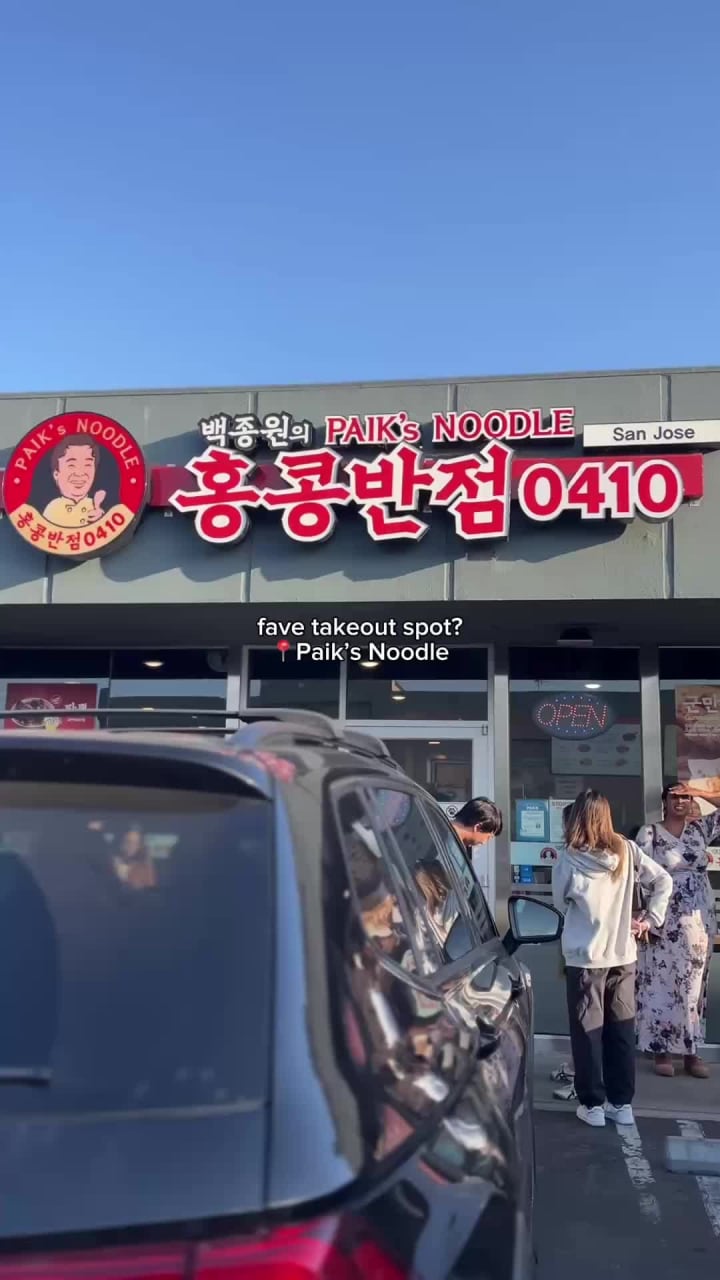 PAIK's NOODLE
홍콩반점0410
백종원의 PAIK's NOODLE
San Jose
홍콩반점0410
fave takeout spot?
📍Paik's Noodle
OPEN